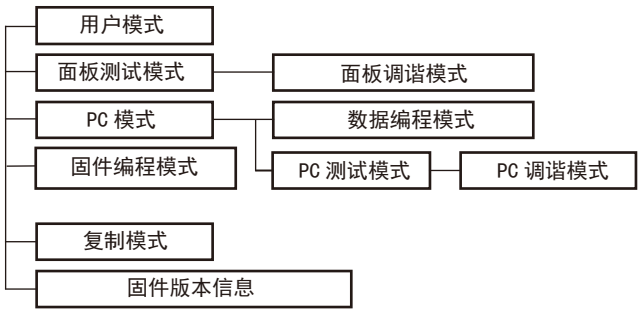 用户模式
面板测试模式
面板调谐模式
PC 模式
数据编程模式
固件编程模式
PC 测试模式
PC 调谐模式
复制模式
固件版本信息